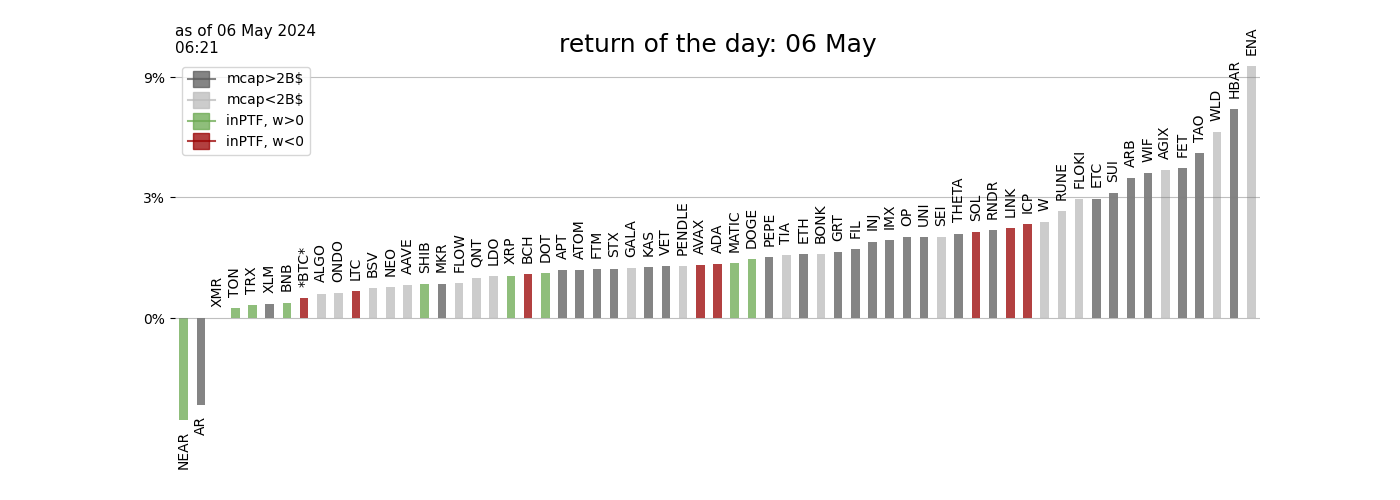 as of 06 May 2024
06:21
return of the day: 06 May
9%
3%
0%
mcap>2B$
mcap<2B$
inPTF, w>0
inPTF, w<0
NEAR
AR
XMR
TON
TRX
XLM
BNB
*BTC*
ALGO
ONDO
LTC
BSV
NEO
AAVE
SHIB
MKR
FLOW
QNT
LDO
XRP
BCH
DOT
APT
ATOM
FTM
STX
GALA
KAS
VET
PENDLE
AVAX
ADA
MATIC
DOGE
PEPE
TIA
ETH
BONK
GRT
FIL
INJ
IMX
OP
UNI
SEI
THETA
SOL
RNDR
LINK
ICP
W
RUNE
FLOKI
ETC
SUI
ARB
WIF
AGIX
FET
TAO
WLD
HBAR
ENA